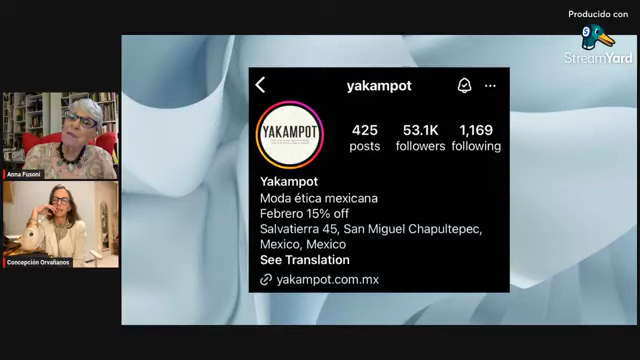 Producido con
StreamYard
yakampot
YAKAMPOT
425
posts
53.1K
followers
1,169
following
Yakampot
Moda ética mexicana
Febrero 15% off
Salvatierra 45, San Miguel Chapultepec,
Mexico, Mexico
See Translation
yakampot.com.mx
Anna Fusoni
Concepción Orvañanos